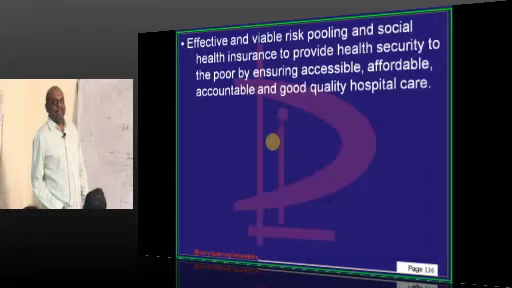 • Effective and viable risk pooling and social
health insurance to provide health security to
the poor by ensuring accessible, affordable,
accountable and good quality hospital care.
Page 136